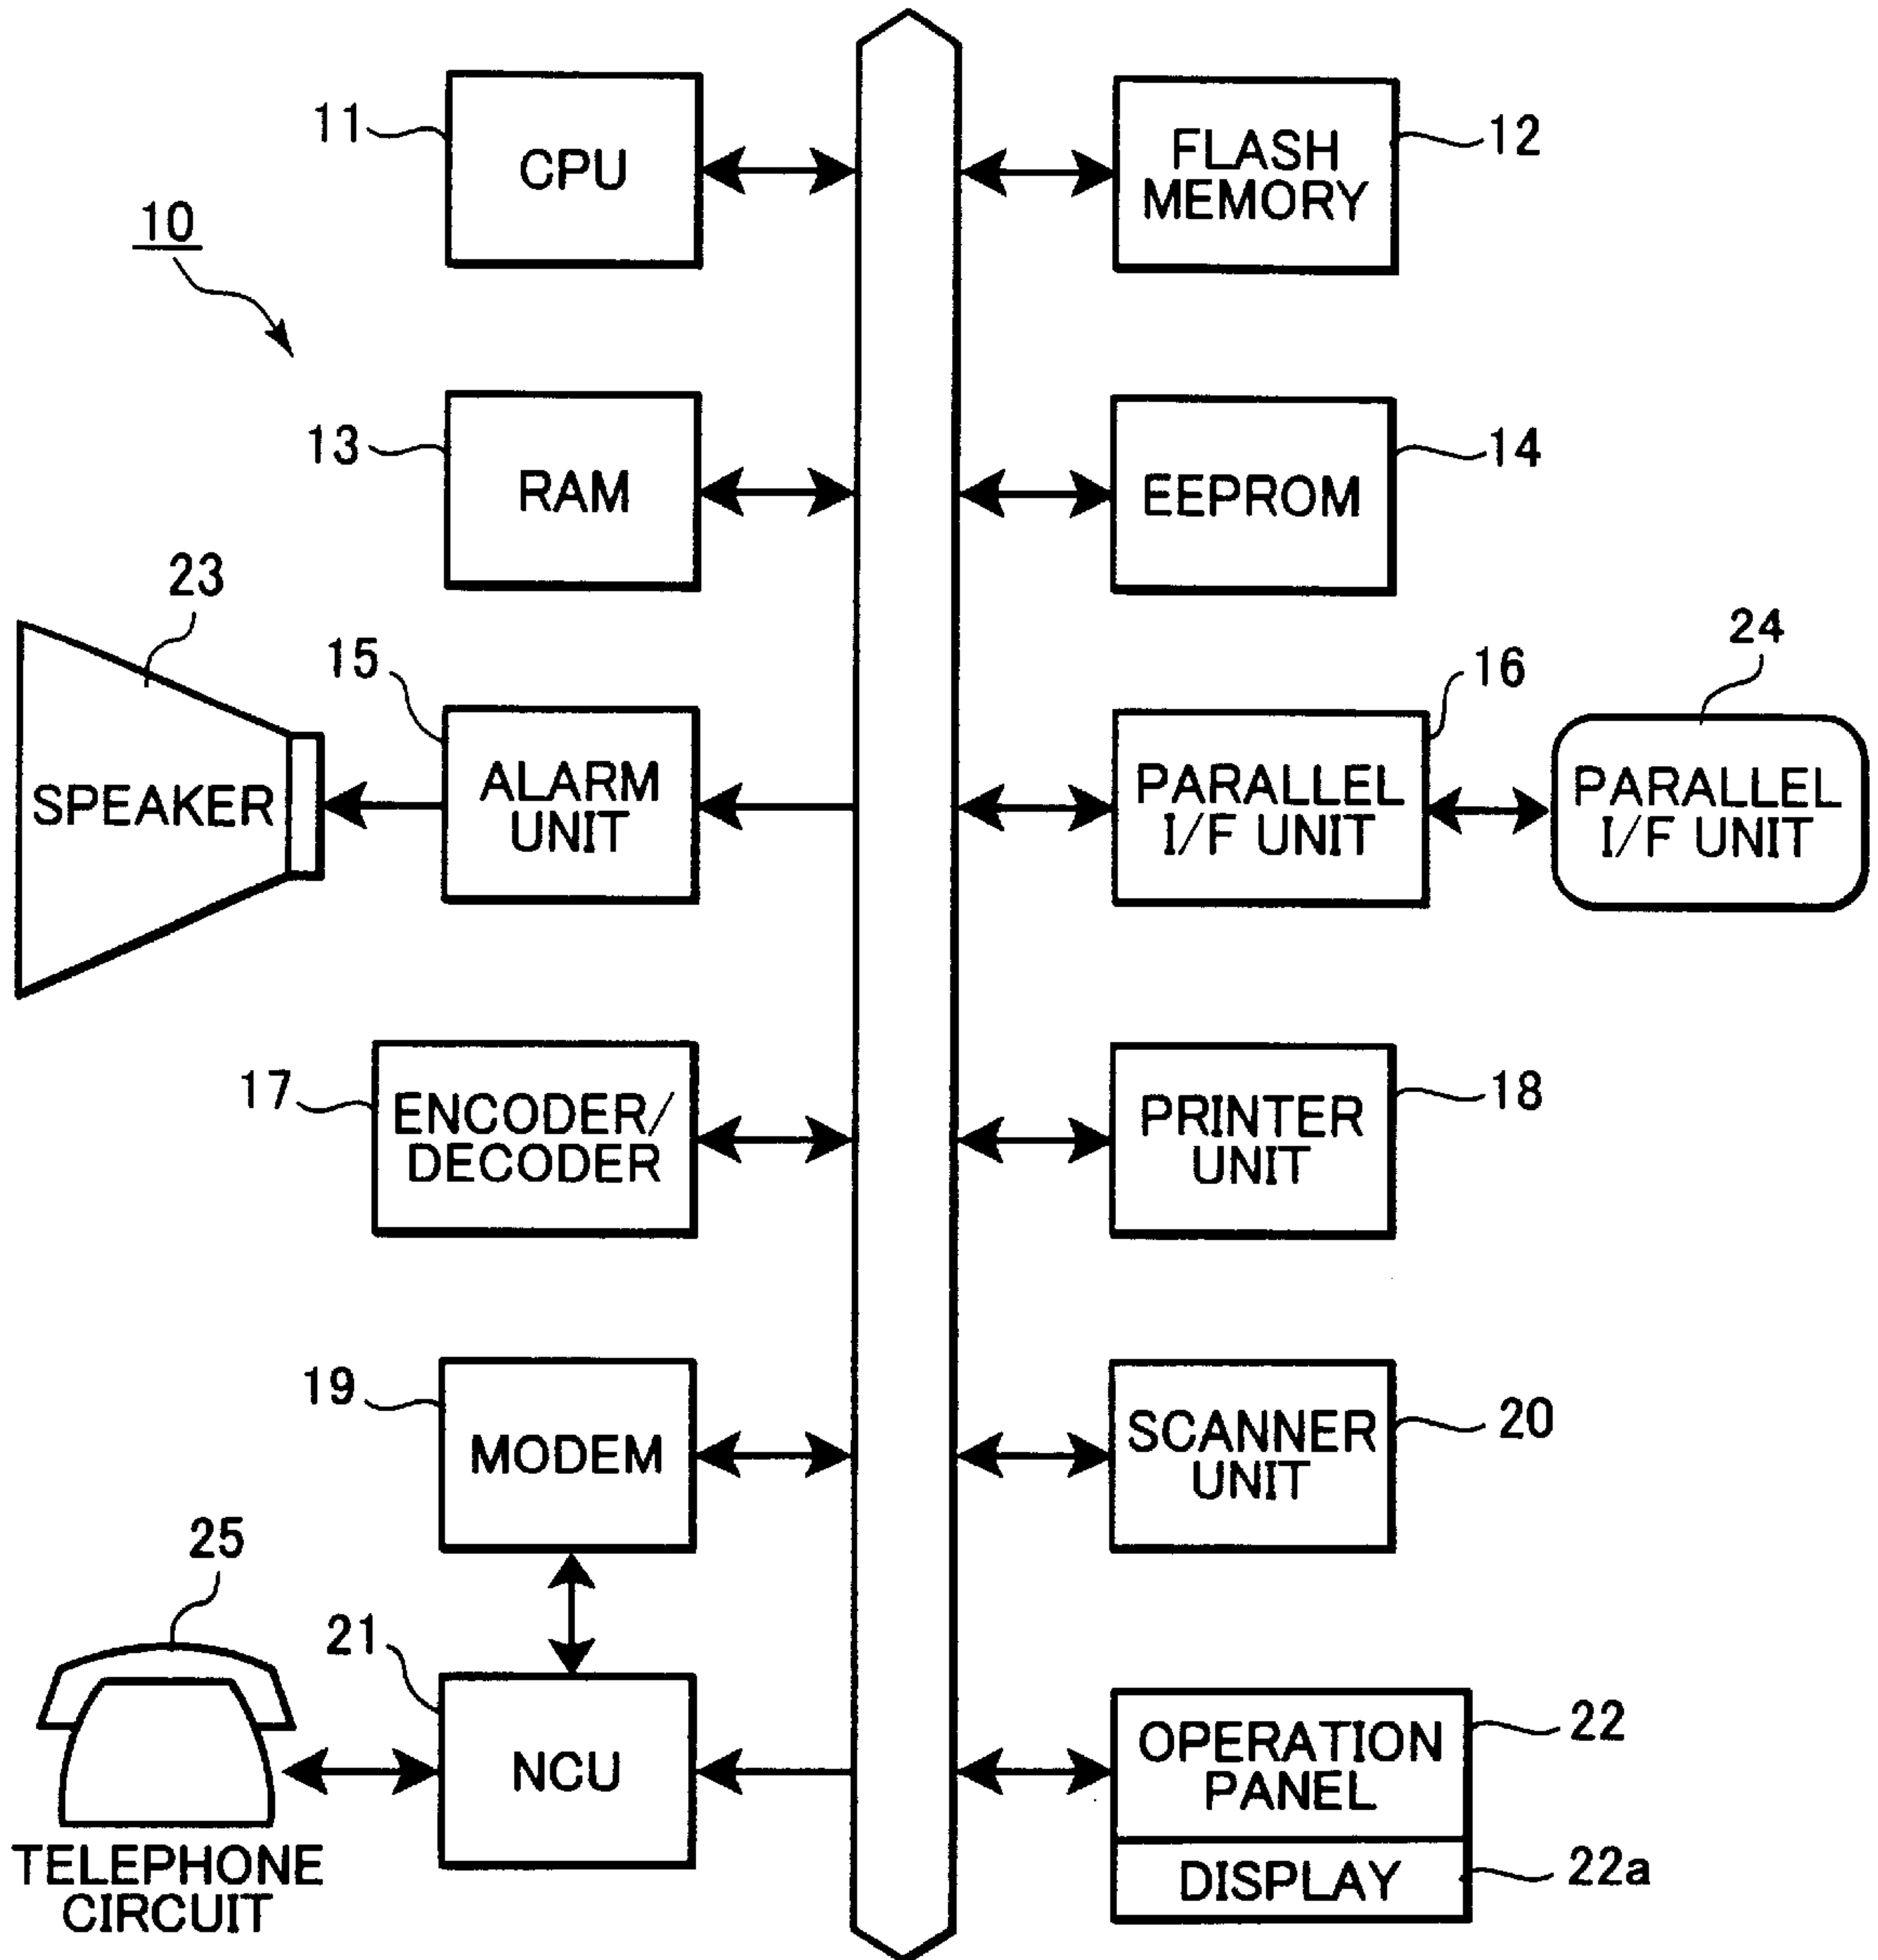 11
CPU
FLASH
MEMORY
12
10
13
RAM
EEPROM
14
23
SPEAKER
15
ALARM
UNIT
PARALLEL
I/F UNIT
16
24
PARALLEL
I/F UNIT
17
ENCODER/
DECODER
PRINTER
UNIT
18
19
MODEM
SCANNER
UNIT
20
25
TELEPHONE
CIRCUIT
21
NCU
OPERATION
PANEL
22
DISPLAY
22a